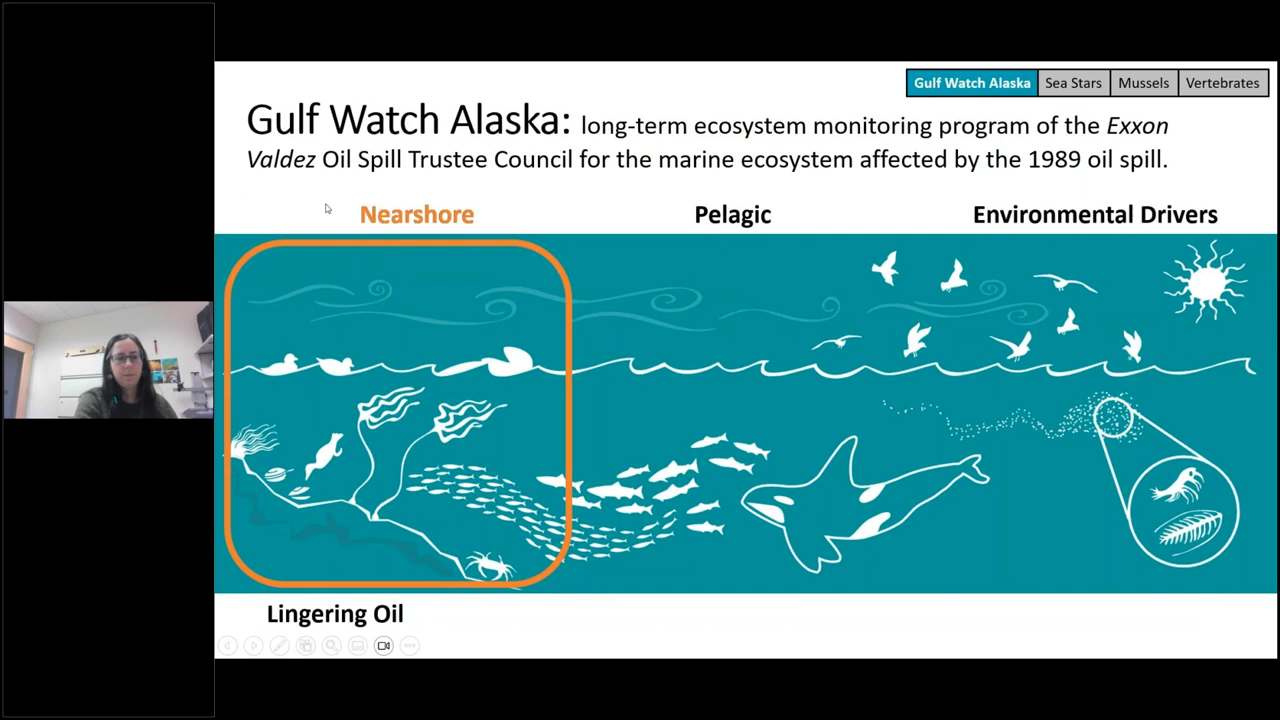 Gulf Watch Alaska Sea Stars Mussels Vertebrates
Gulf Watch Alaska: long-term ecosystem monitoring program of the Exxon
Valdez Oil Spill Trustee Council for the marine ecosystem affected by the 1989 oil spill.
Nearshore Pelagic Environmental Drivers
Lingering Oil